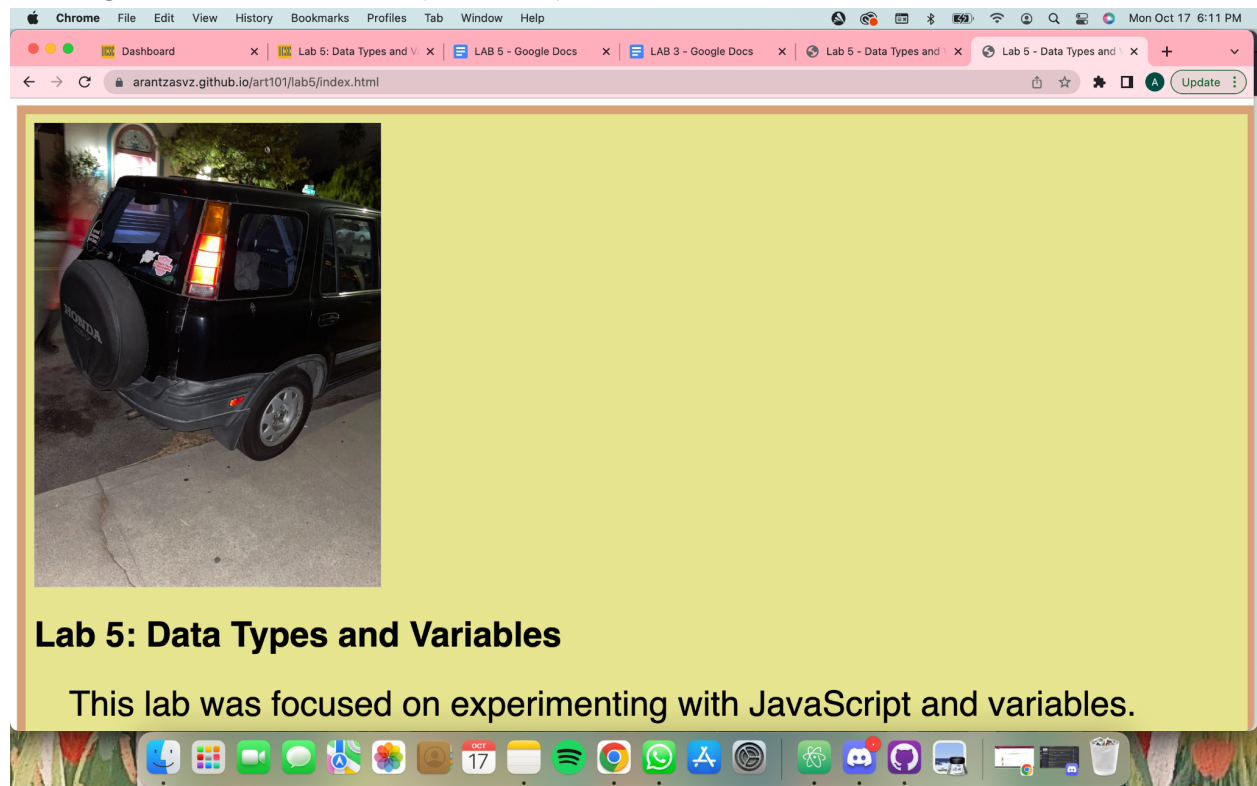 Chrome File Edit View History Bookmarks Profiles Tab Window Help Mon Oct 17 6:11 PM
Dashboard Lab 5: Data Types and Va LAB 5 - Google Docs LAB 3 - Google Docs Lab 5 - Data Types and Lab 5 - Data Types and
arantzasvz.github.io/art101/lab5/index.html A Update
HONDA
Lab 5: Data Types and Variables
This lab was focused on experimenting with JavaScript and variables.
OCT
17